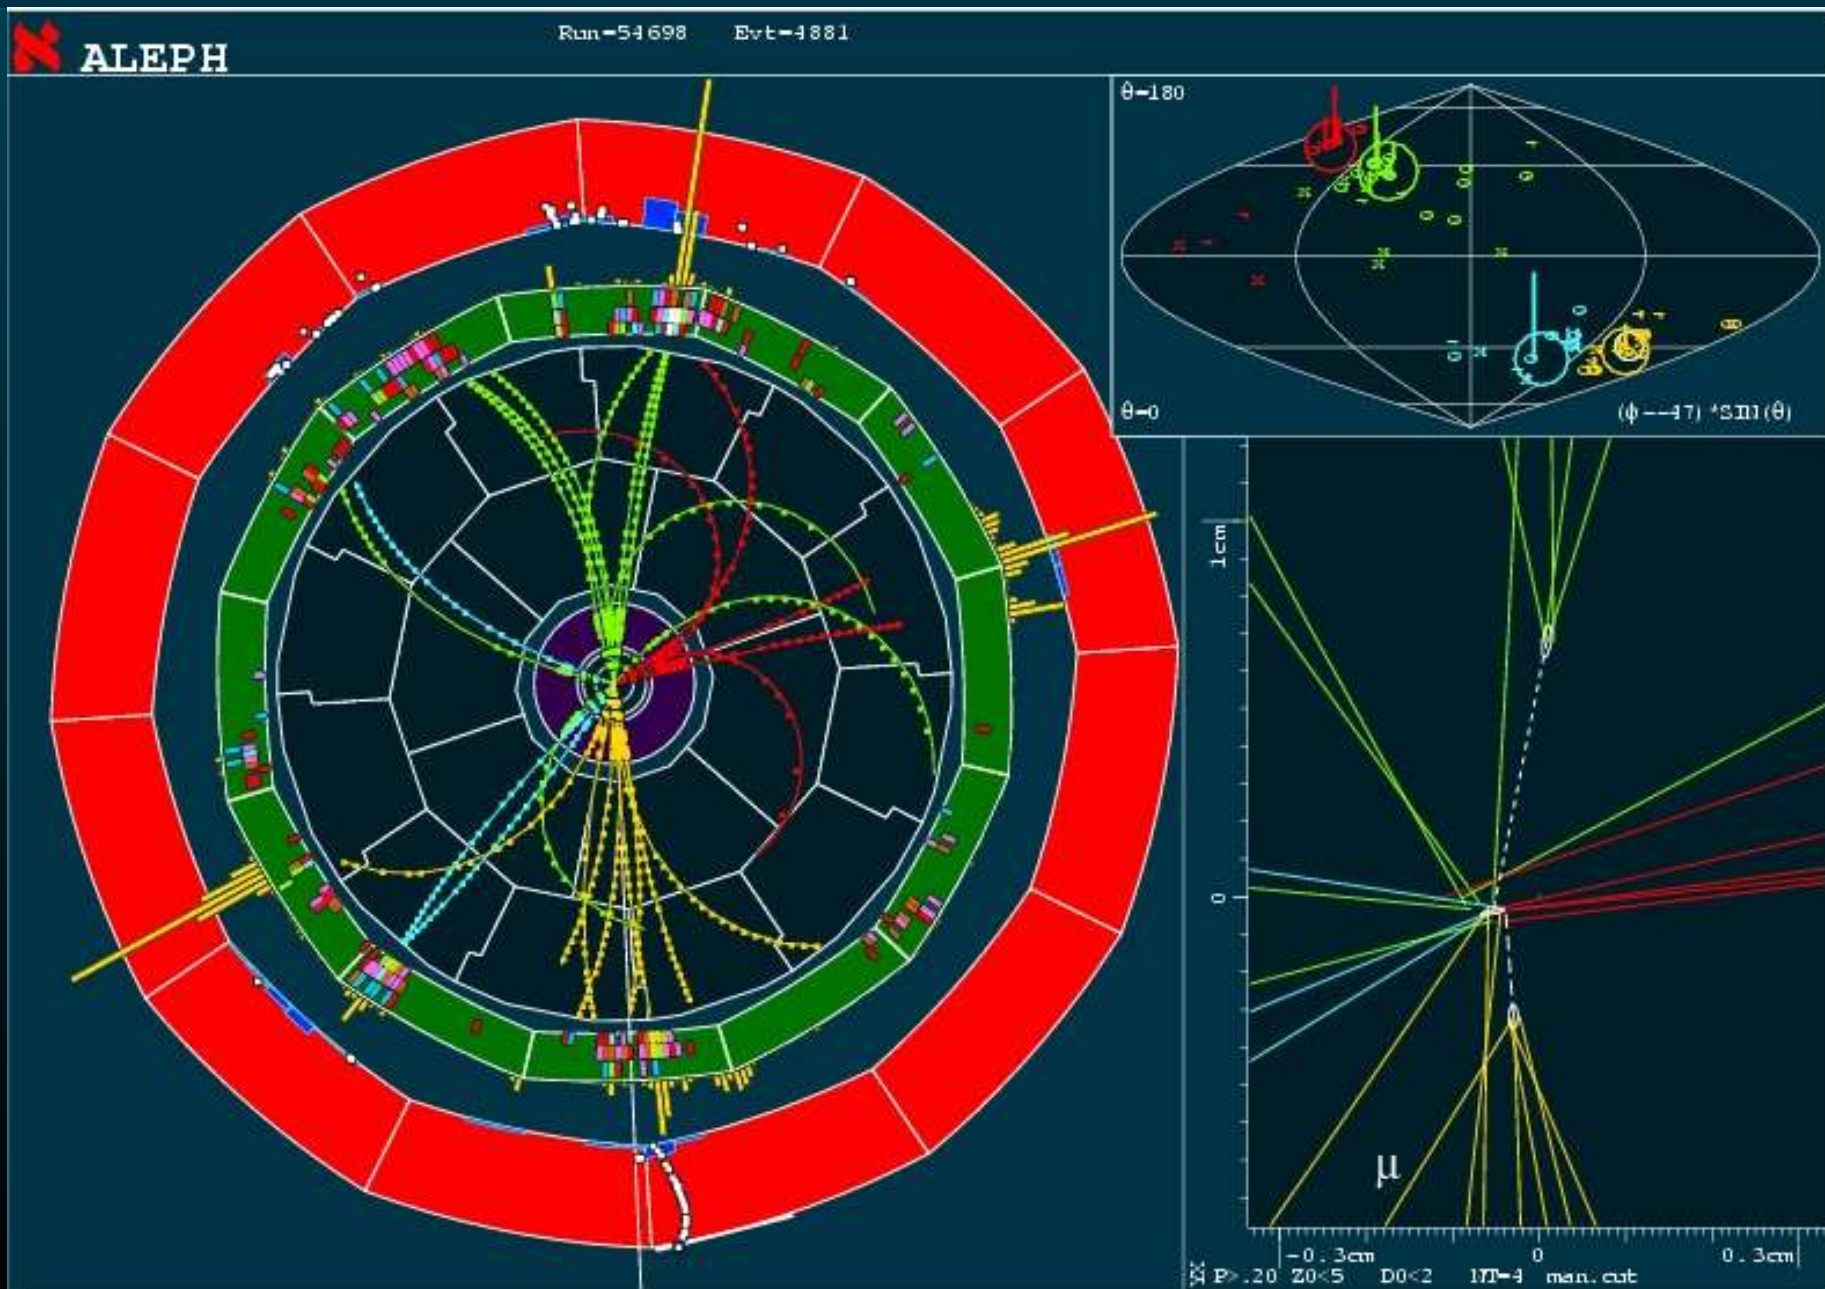 ALEPH
Run=54698 Evt=4881
θ=180
θ=0
(ϕ--47)*SIN(θ)
1cm
0
μ
-0.3cm 0 0.3cm
P>.20 Z0<5 D0<2 NT=4 man.cut